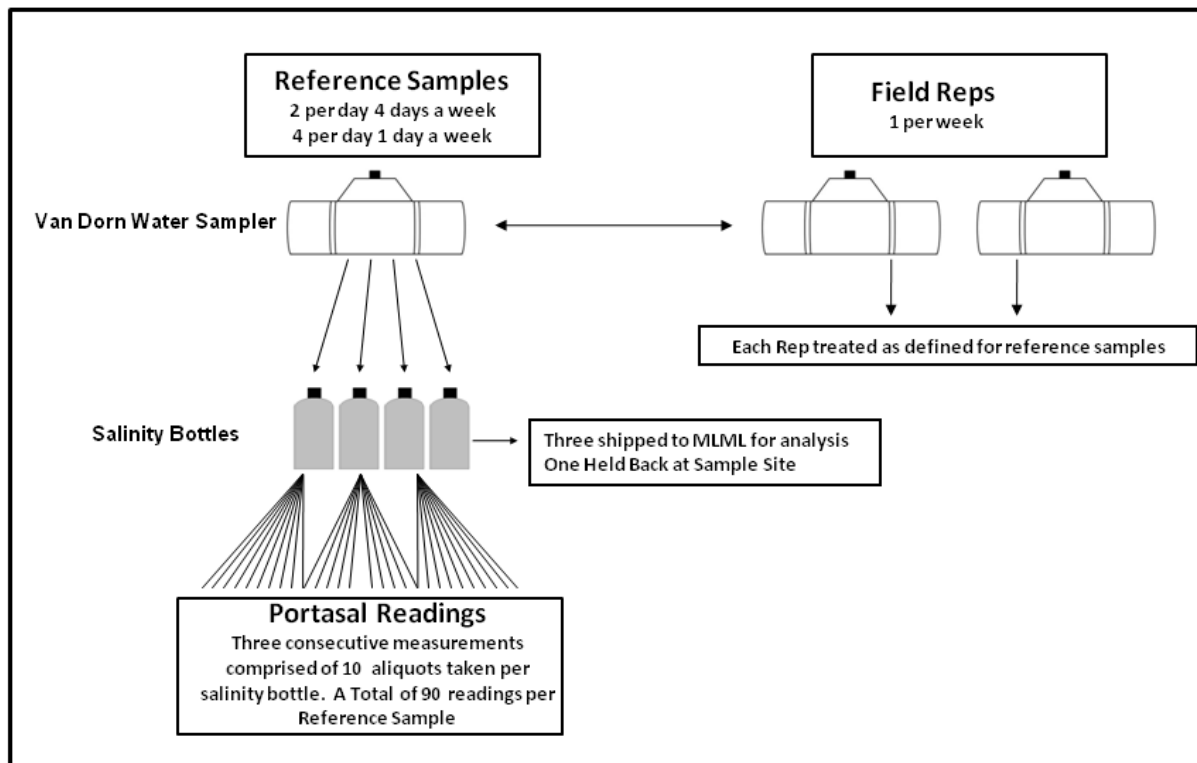 Reference Samples
2 per day 4 days a week
4 per day 1 day a week
Field Reps
1 per week
Van Dorn Water Sampler
Each Rep treated as defined for reference samples
Salinity Bottles
Three shipped to MLML for analysis
One Held Back at Sample Site
Portasal Readings
Three consecutive measurements
comprised of 10 aliquots taken per
salinity bottle. A Total of 90 readings per
Reference Sample